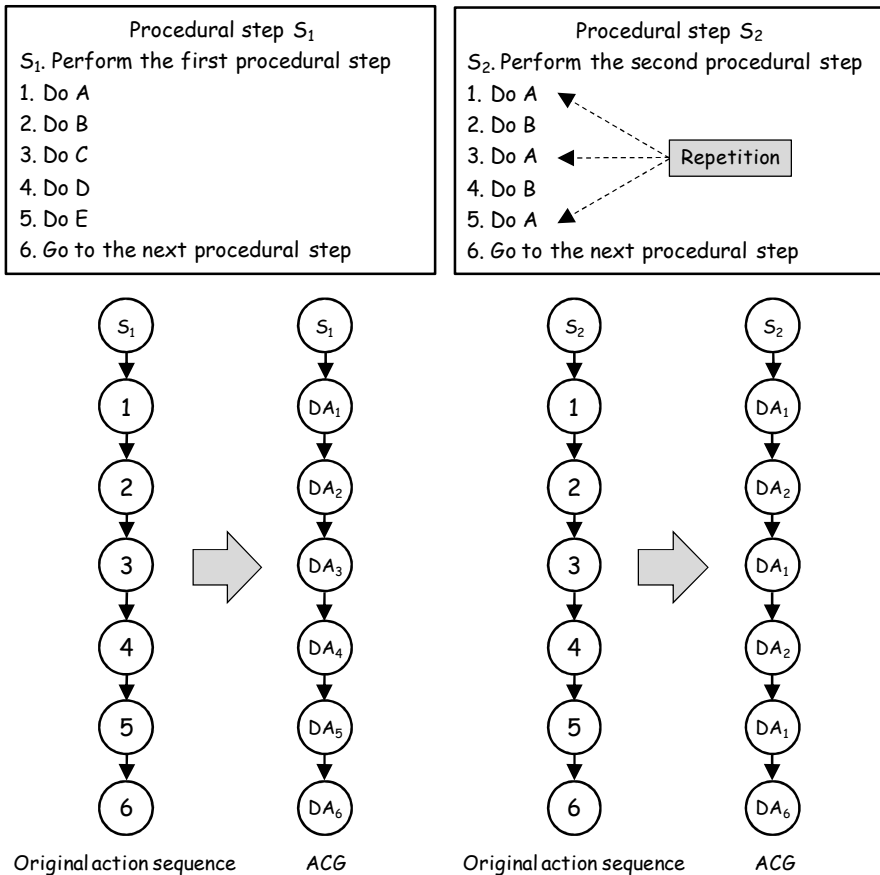 Procedural step S₁
S₁. Perform the first procedural step
1. Do A
2. Do B
3. Do C
4. Do D
5. Do E
6. Go to the next procedural step
Procedural step S₂
S₂. Perform the second procedural step
1. Do A
2. Do B
3. Do A
4. Do B
5. Do A
6. Go to the next procedural step
Repetition
S₁
1
2
3
4
5
6
Original action sequence
S₁
DA₁
DA₂
DA₃
DA₄
DA₅
DA₆
ACG
S₂
1
2
3
4
5
6
Original action sequence
S₂
DA₁
DA₂
DA₁
DA₂
DA₁
DA₆
ACG